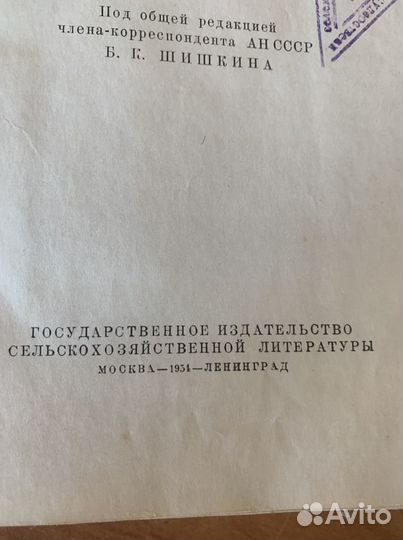 Под общей редакцией
члена-корреспондента АН СССР
Б. К. ШИШКИНА
ГОСУДАРСТВЕННОЕ ИЗДАТЕЛЬСТВО
СЕЛЬСКОХОЗЯЙСТВЕННОЙ ЛИТЕРАТУРЫ
МОСКВА—1951—ЛЕНИНГРАД
Avito